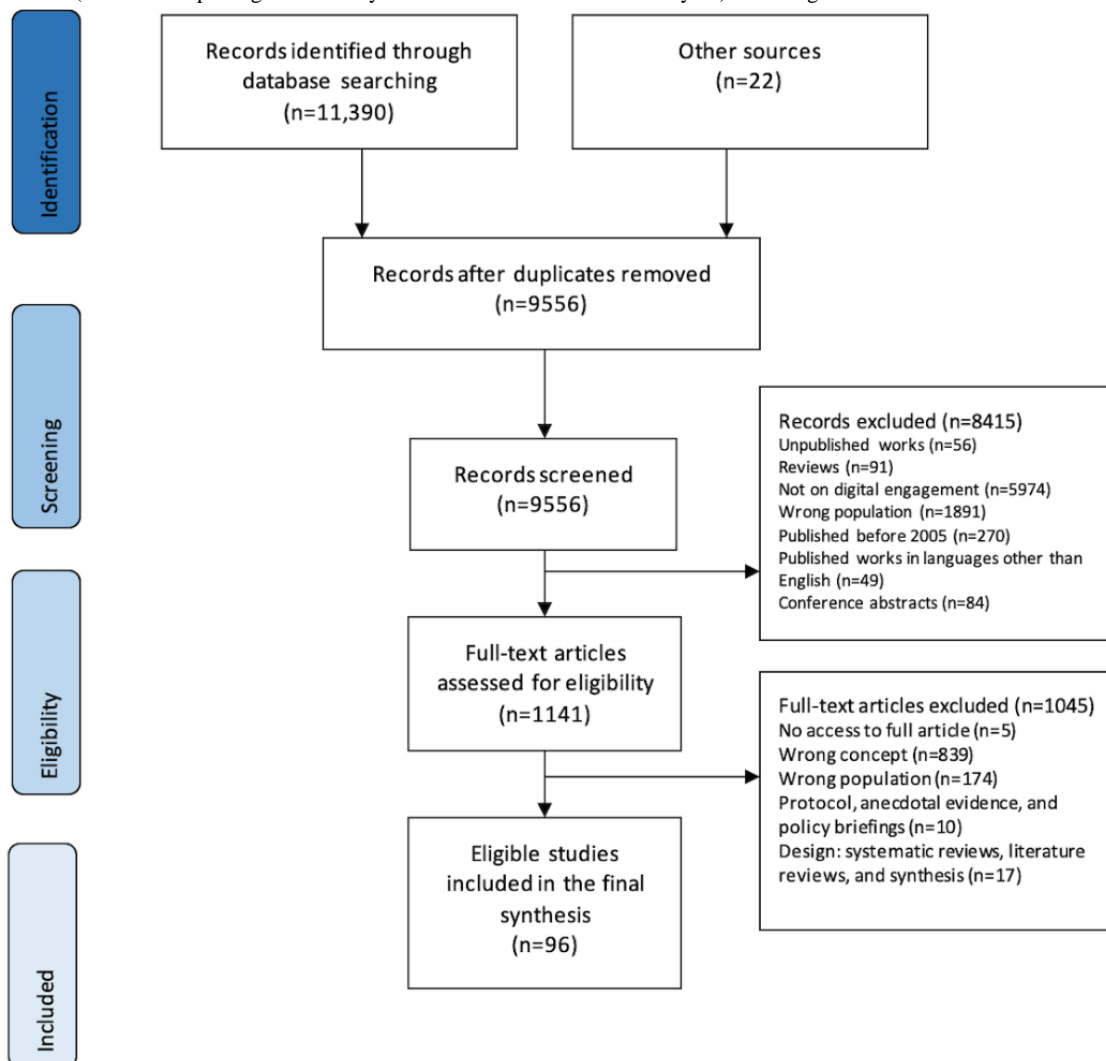 Records identified through
database searching
(n=11,390)
Other sources
(n=22)
Identification
Records after duplicates removed
(n=9556)
Screening
Records screened
(n=9556)
Records excluded (n=8415)
Unpublished works (n=56)
Reviews (n=91)
Not on digital engagement (n=5974)
Wrong population (n=1891)
Published before 2005 (n=270)
Published works in languages other than
English (n=49)
Conference abstracts (n=84)
Eligibility
Full-text articles
assessed for eligibility
(n=1141)
Full-text articles excluded (n=1045)
No access to full article (n=5)
Wrong concept (n=839)
Wrong population (n=174)
Protocol, anecdotal evidence, and
policy briefings (n=10)
Design: systematic reviews, literature
reviews, and synthesis (n=17)
Included
Eligible studies
included in the final
synthesis
(n=96)